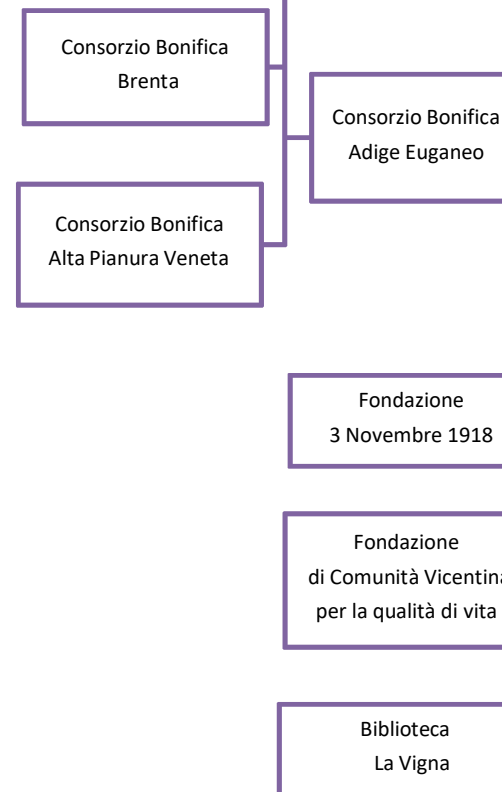 Consorzio Bonifica
Brenta
Consorzio Bonifica
Adige Euganeo
Consorzio Bonifica
Alta Pianura Veneta
Fondazione
3 Novembre 1918
Fondazione
di Comunità Vicentina
per la qualità di vita
Biblioteca
La Vigna